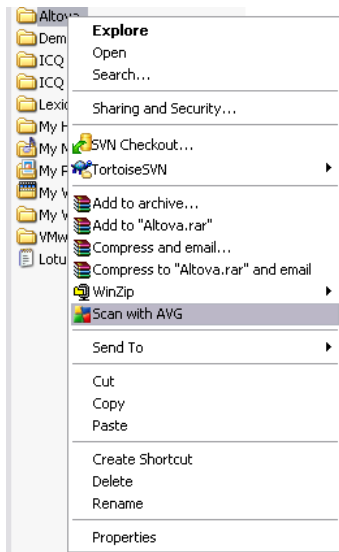 Altova
Dem
ICQ
ICQ
Lexic
My
My
My
My
My
VMw
Lotu
Explore
Open
Search...
Sharing and Security...
SVN Checkout...
TortoiseSVN
Add to archive...
Add to "Altova.rar"
Compress and email...
Compress to "Altova.rar" and email
WinZip
Scan with AVG
Send To
Cut
Copy
Paste
Create Shortcut
Delete
Rename
Properties